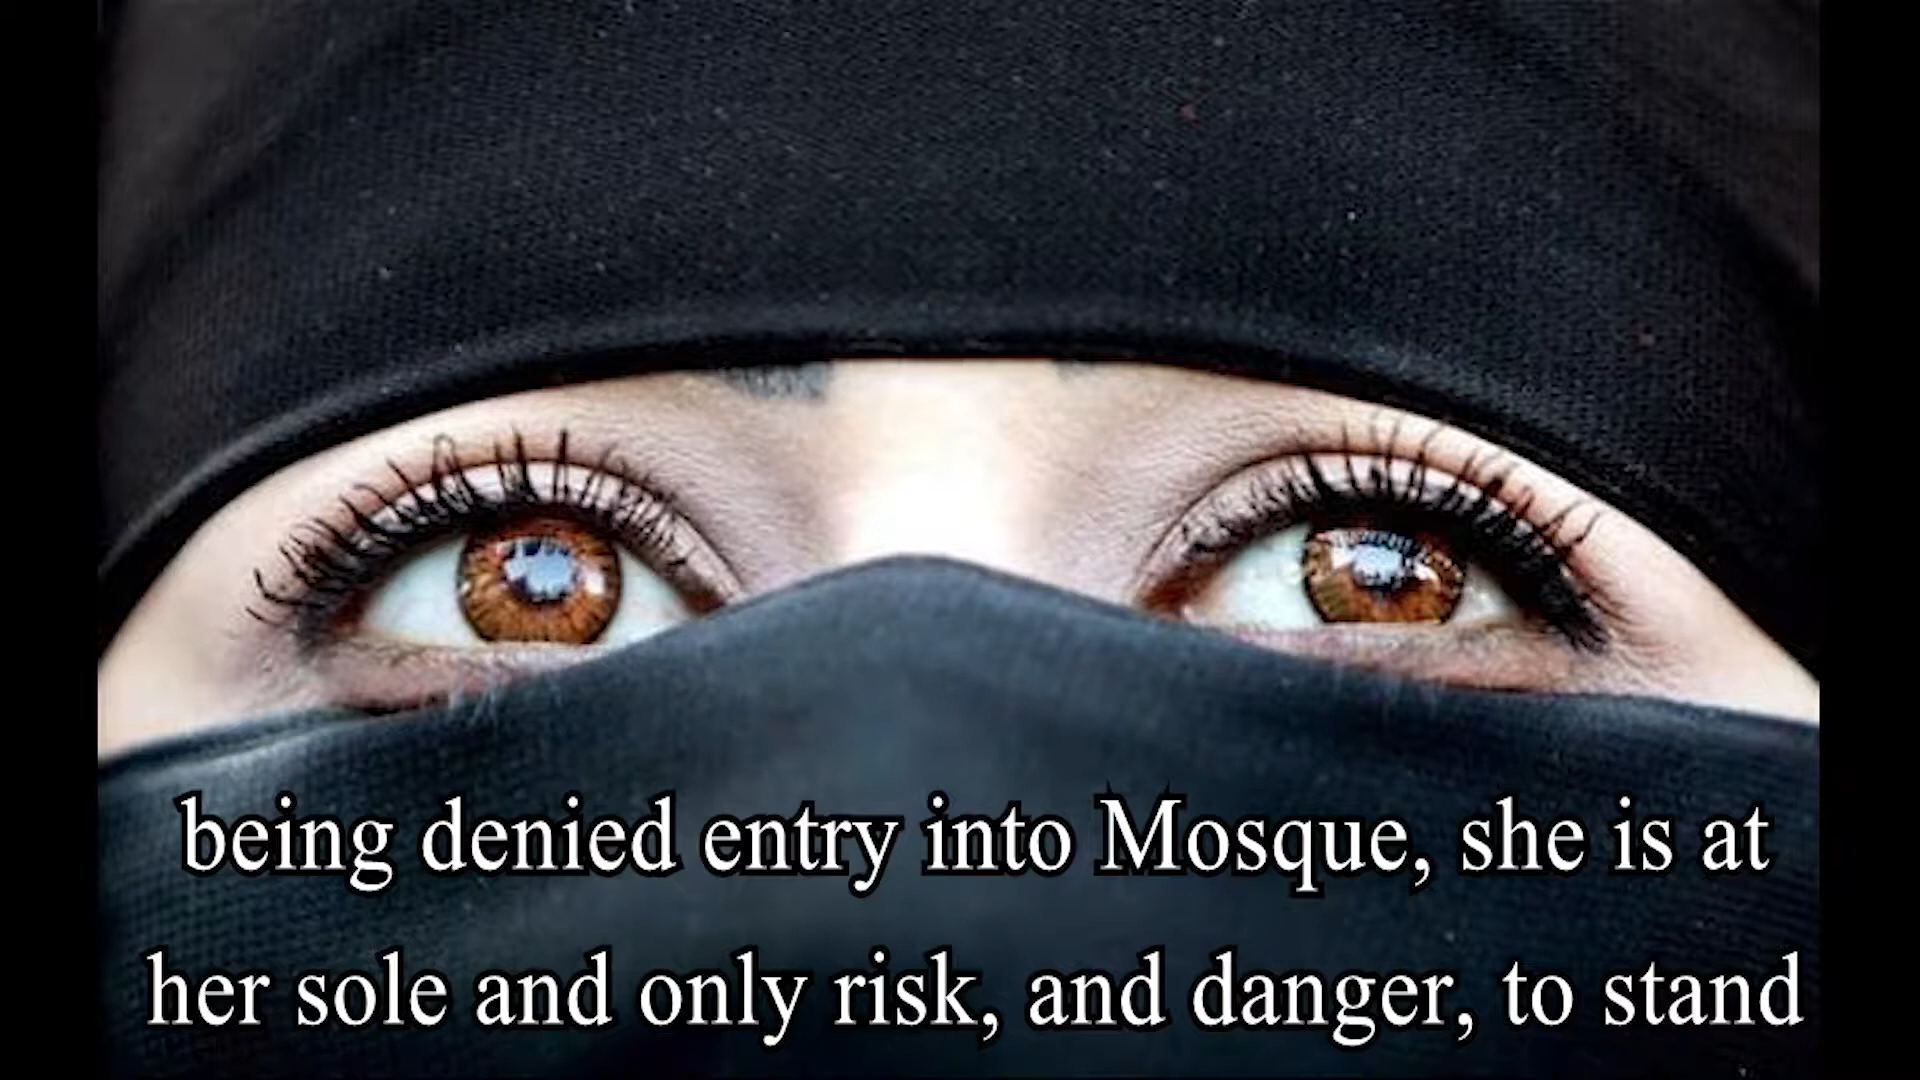 being denied entry into Mosque, she is at
her sole and only risk, and danger, to stand